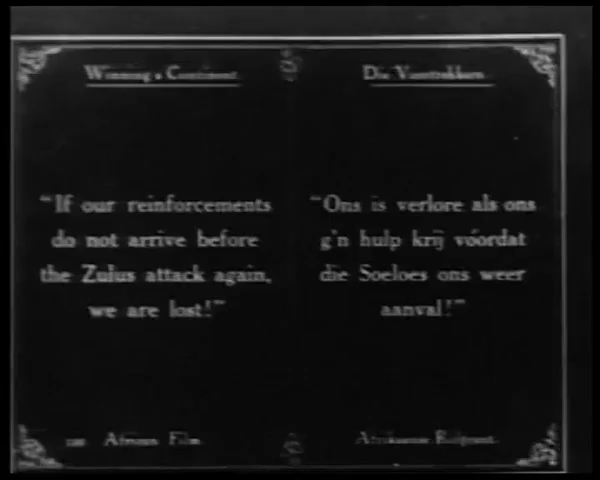 Winning a Continent.
"If our reinforcements
do not arrive before
the Zulus attack again,
we are lost!"
African Film.
Die Voortrekkers.
"Ons is verlore als ons
g'n hulp krij vóordat
die Soeloes ons weer
aanval!"
Afrikaanse Rolprent.